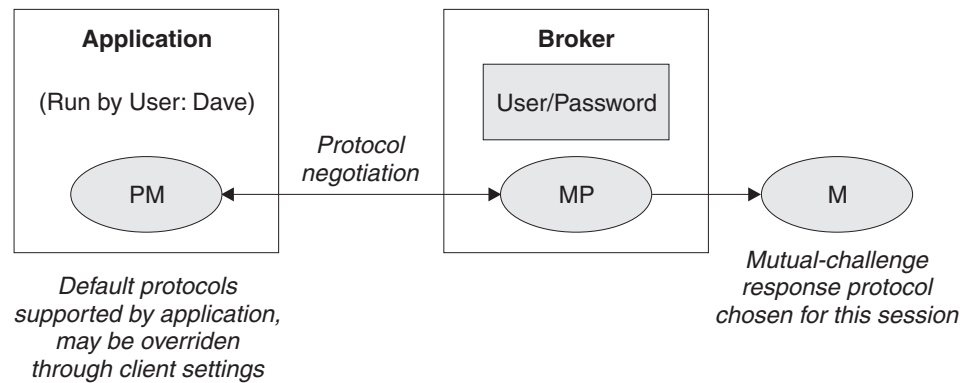 Application
(Run by User: Dave)
PM
Default protocols
supported by application,
may be overriden
through client settings
Protocol
negotiation
Broker
User/Password
MP
M
Mutual-challenge
response protocol
chosen for this session